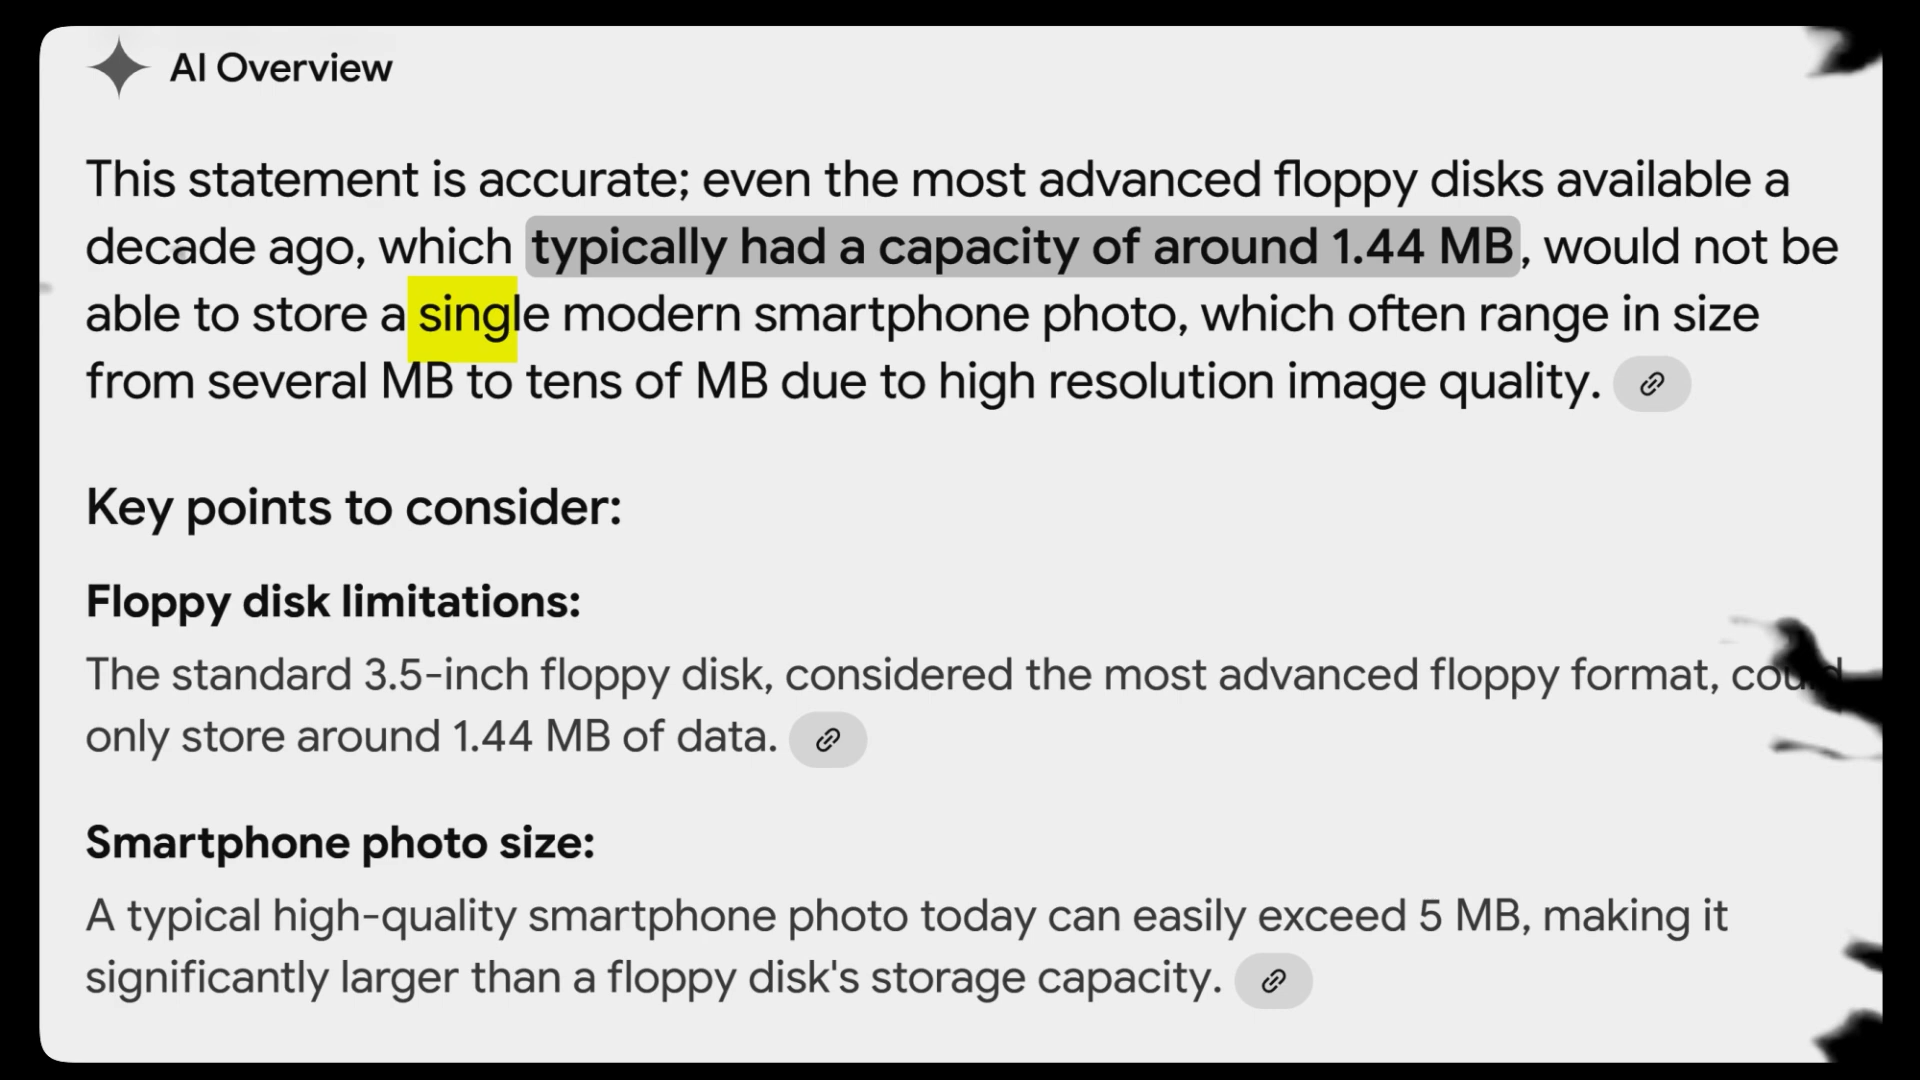 AI Overview
This statement is accurate; even the most advanced floppy disks available a
decade ago, which typically had a capacity of around 1.44 MB, would not be
able to store a single modern smartphone photo, which often range in size
from several MB to tens of MB due to high resolution image quality.
Key points to consider:
Floppy disk limitations:
The standard 3.5-inch floppy disk, considered the most advanced floppy format, could
only store around 1.44 MB of data.
Smartphone photo size:
A typical high-quality smartphone photo today can easily exceed 5 MB, making it
significantly larger than a floppy disk's storage capacity.